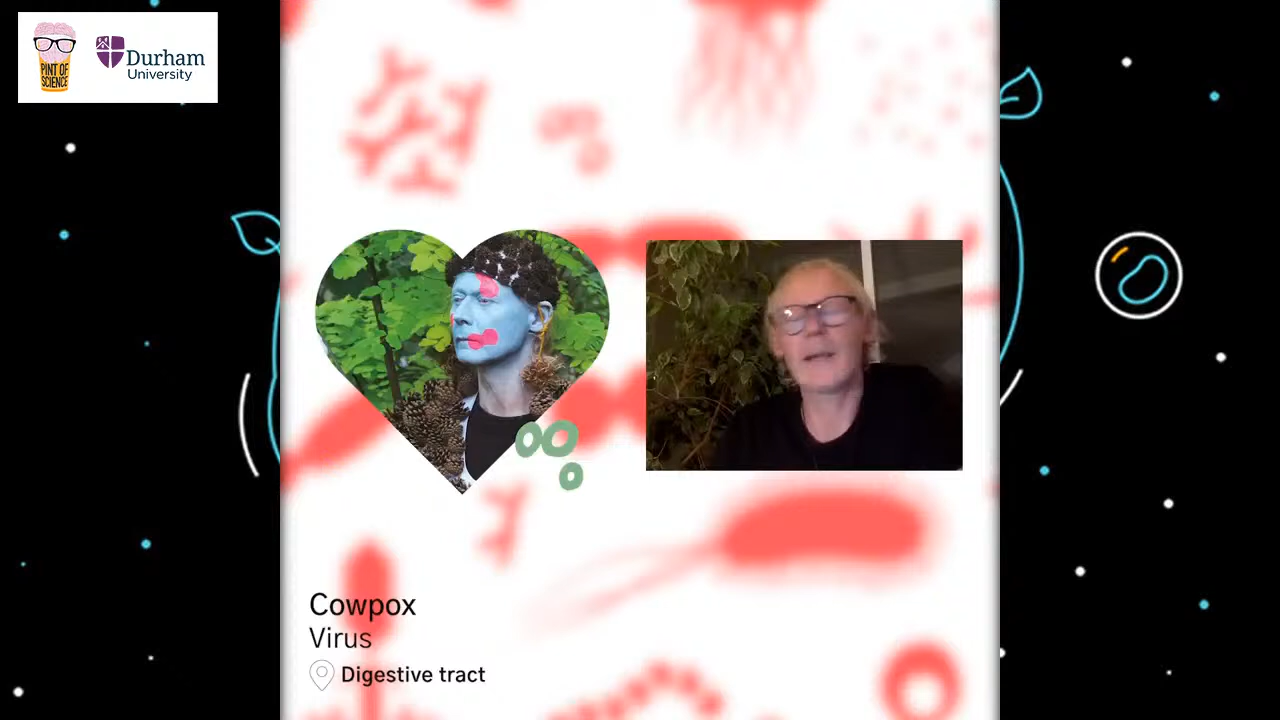 PINT OF
SCIENCE
Durham
University
Cowpox
Virus
Digestive tract